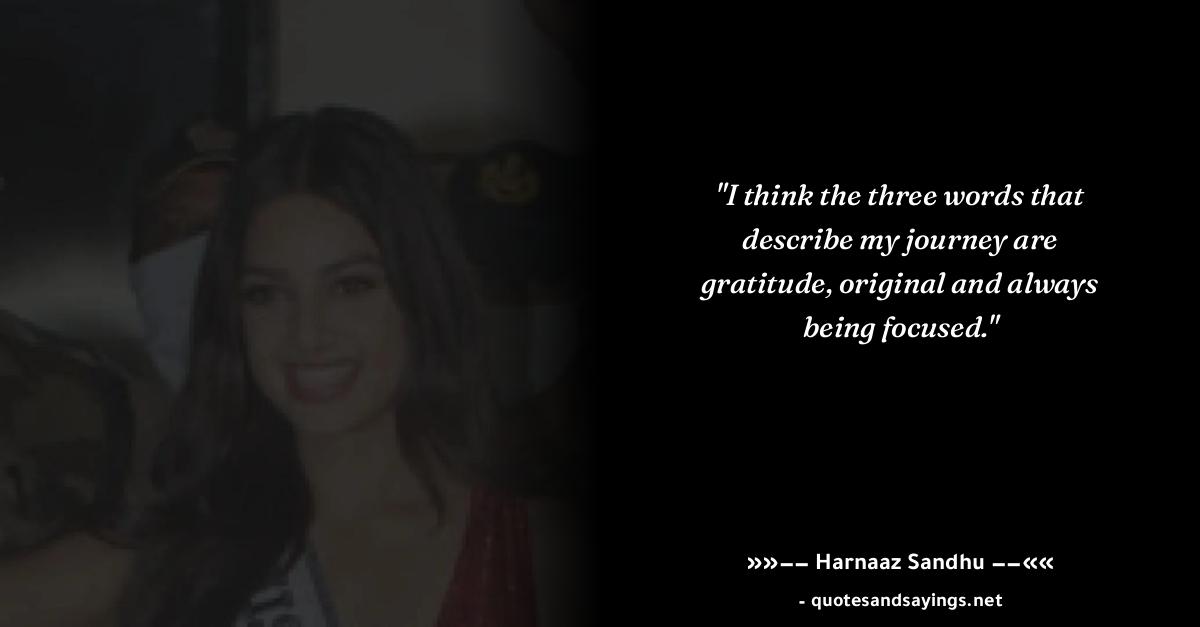 "I think the three words that
describe my journey are
gratitude, original and always
being focused."
»»–– Harnaaz Sandhu ––««
- quotesandsayings.net